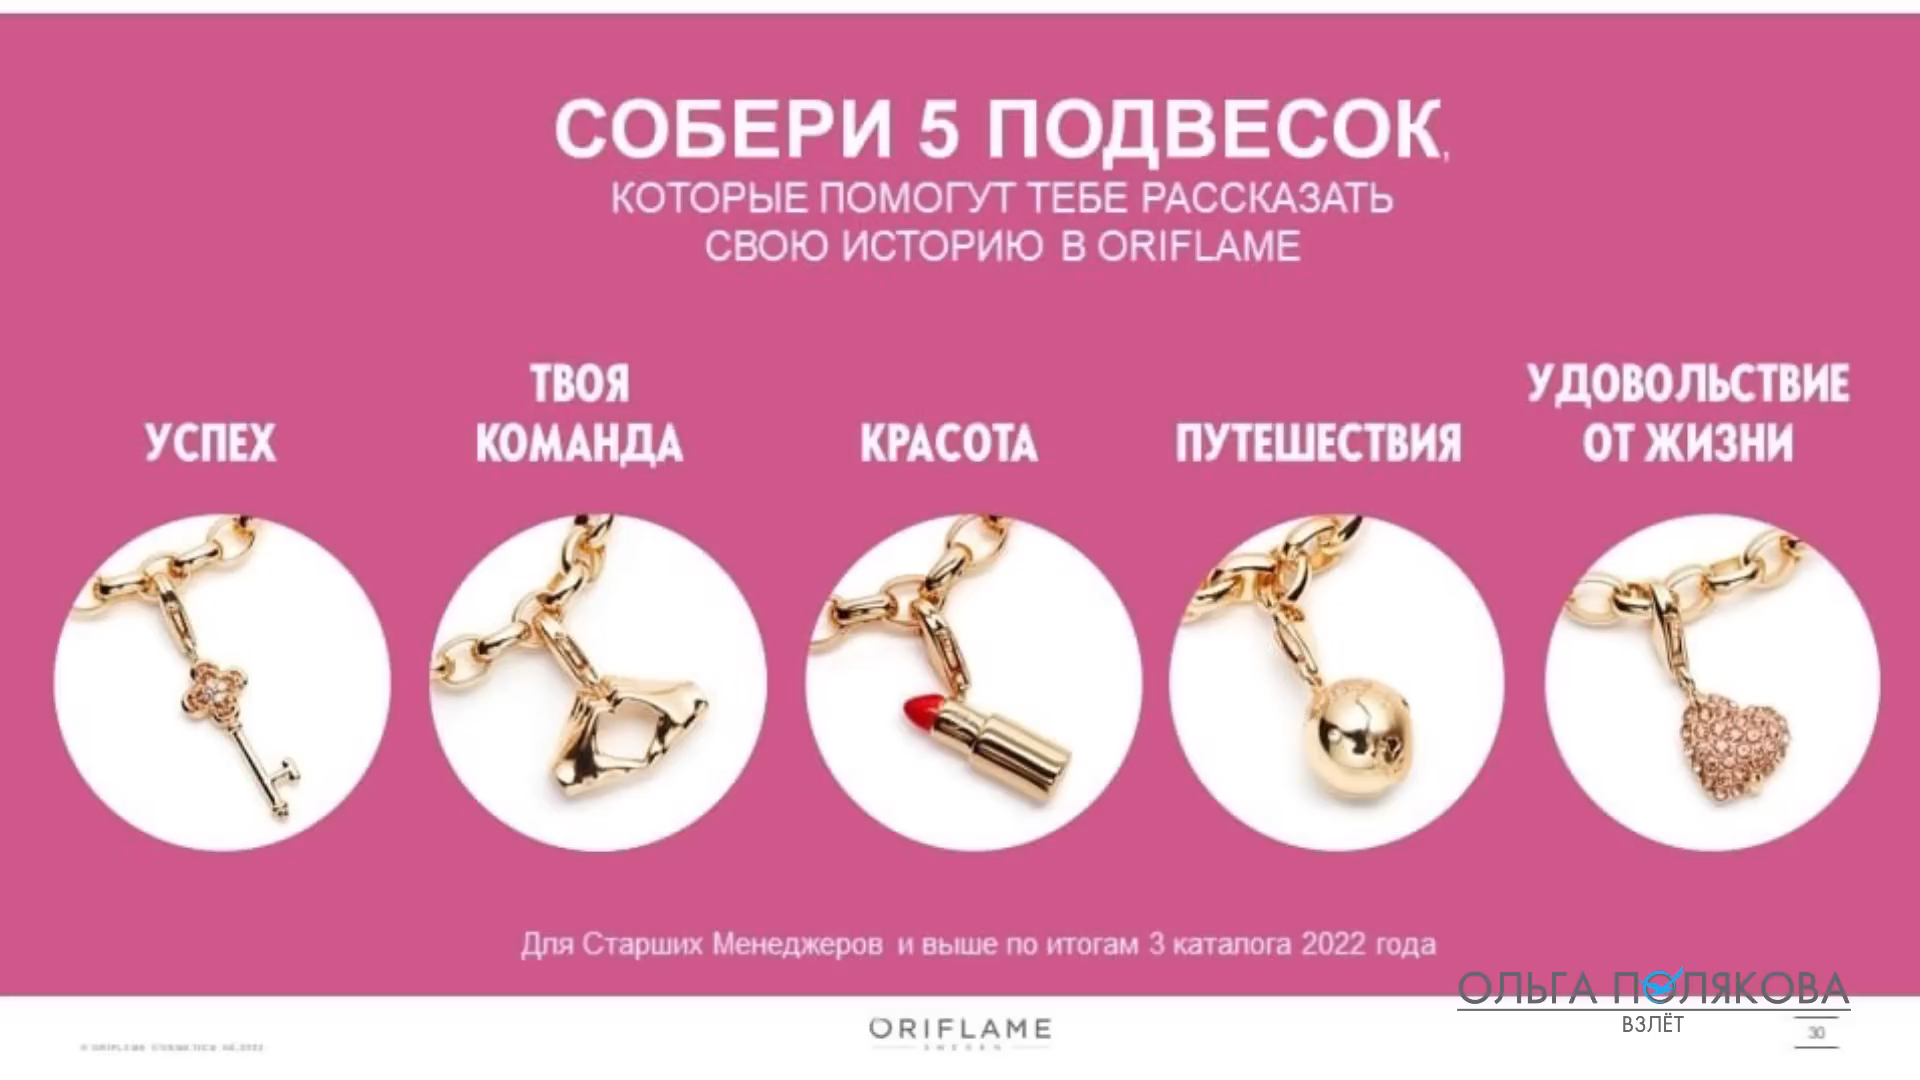 СОБЕРИ 5 ПОДВЕСОК,
КОТОРЫЕ ПОМОГУТ ТЕБЕ РАССКАЗАТЬ
СВОЮ ИСТОРИЮ В ORIFLAME
УСПЕХ
ТВОЯ
КОМАНДА
КРАСОТА
ПУТЕШЕСТВИЯ
УДОВОЛЬСТВИЕ
ОТ ЖИЗНИ
Для Старших Менеджеров и выше по итогам 3 каталога 2022 года
ОЛЬГА ПОЛЯКОВА
ВЗЛЁТ
ORIFLAME
SWEDEN
30